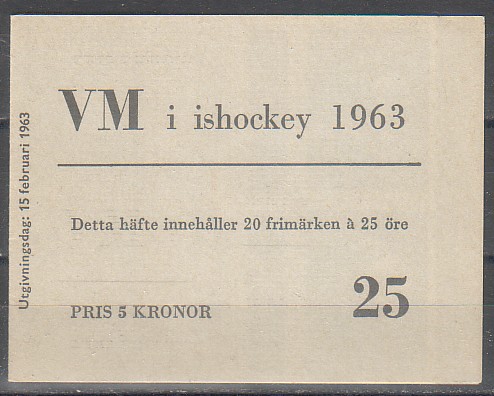 VM i ishockey 1963
Detta häfte innehåller 20 frimärken à 25 öre
PRIS 5 KRONOR
25
Utgivningsdag: 15 februari 1963